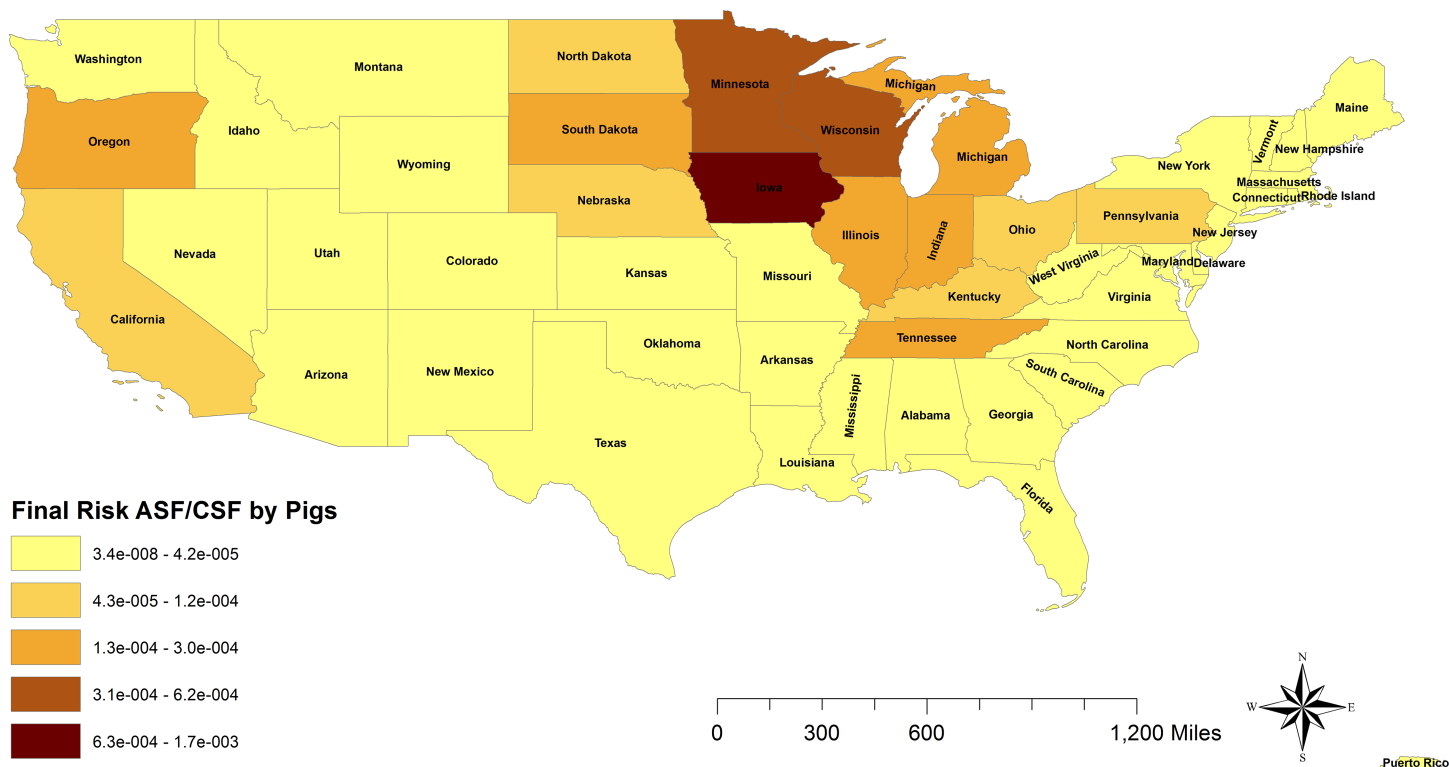 Washington
Montana
North Dakota
Minnesota
Michigan
Maine
Oregon
Idaho
South Dakota
Wisconsin
Michigan
Vermont
New Hampshire
Wyoming
New York
Iowa
Massachusetts
Nebraska
Connecticut
Rhode Island
Pennsylvania
Illinois
Indiana
Ohio
New Jersey
Nevada
Utah
Colorado
Kansas
Missouri
West Virginia
Maryland
Delaware
California
Kentucky
Virginia
Tennessee
North Carolina
Arizona
New Mexico
Oklahoma
Arkansas
South Carolina
Mississippi
Alabama
Georgia
Texas
Louisiana
Florida
Final Risk ASF/CSF by Pigs
3.4e-008 - 4.2e-005
4.3e-005 - 1.2e-004
1.3e-004 - 3.0e-004
3.1e-004 - 6.2e-004
6.3e-004 - 1.7e-003
0 300 600 1,200 Miles
N
W E
S
Puerto Rico